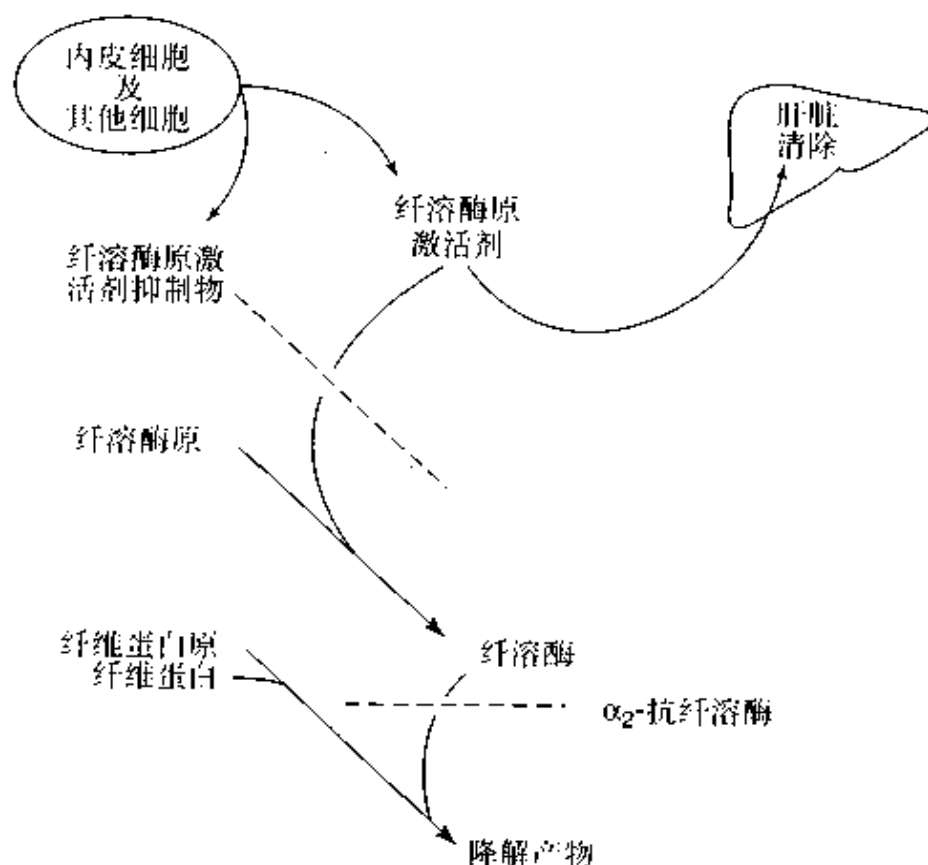 内皮细胞
及
其他细胞
肝脏
清除
纤溶酶原
激活剂
纤溶酶原激
活剂抑制物
纤溶酶原
纤维蛋白原
纤维蛋白
纤溶酶
α₂-抗纤溶酶
降解产物